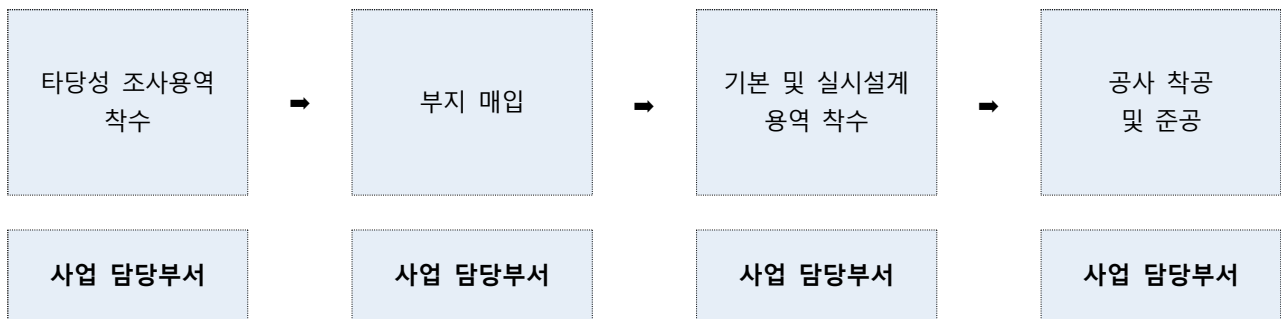 타당성 조사용역
착수
➡
부지 매입
➡
기본 및 실시설계
용역 착수
➡
공사 착공
및 준공
사업 담당부서
사업 담당부서
사업 담당부서
사업 담당부서